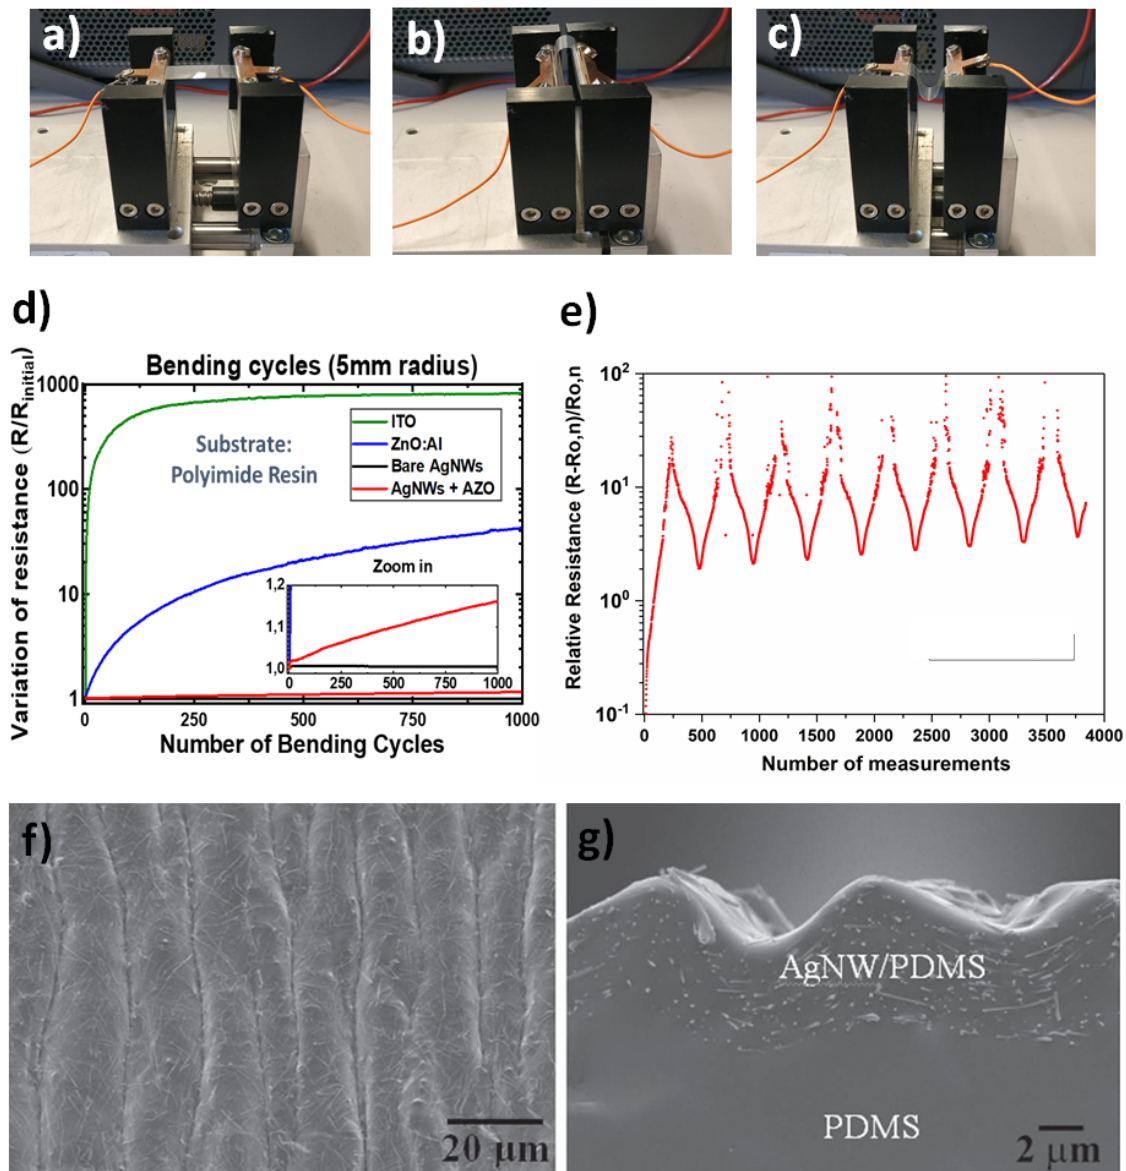 a)
b)
c)
d)
e)
Bending cycles (5mm radius)
Variation of resistance (R/Rinitial)
1000
100
10
1
Substrate:
Polyimide Resin
ITO
ZnO:Al
Bare AgNWs
AgNWs + AZO
Zoom in
1,2
1,1
1,0
0 250 500 750 1000
0 250 500 750 1000
Number of Bending Cycles
Relative Resistance (R-Ro,n)/Ro,n
10²
10¹
10⁰
10⁻¹
0 500 1000 1500 2000 2500 3000 3500 4000
Number of measurements
f)
20 μm
g)
AgNW/PDMS
PDMS
2 μm